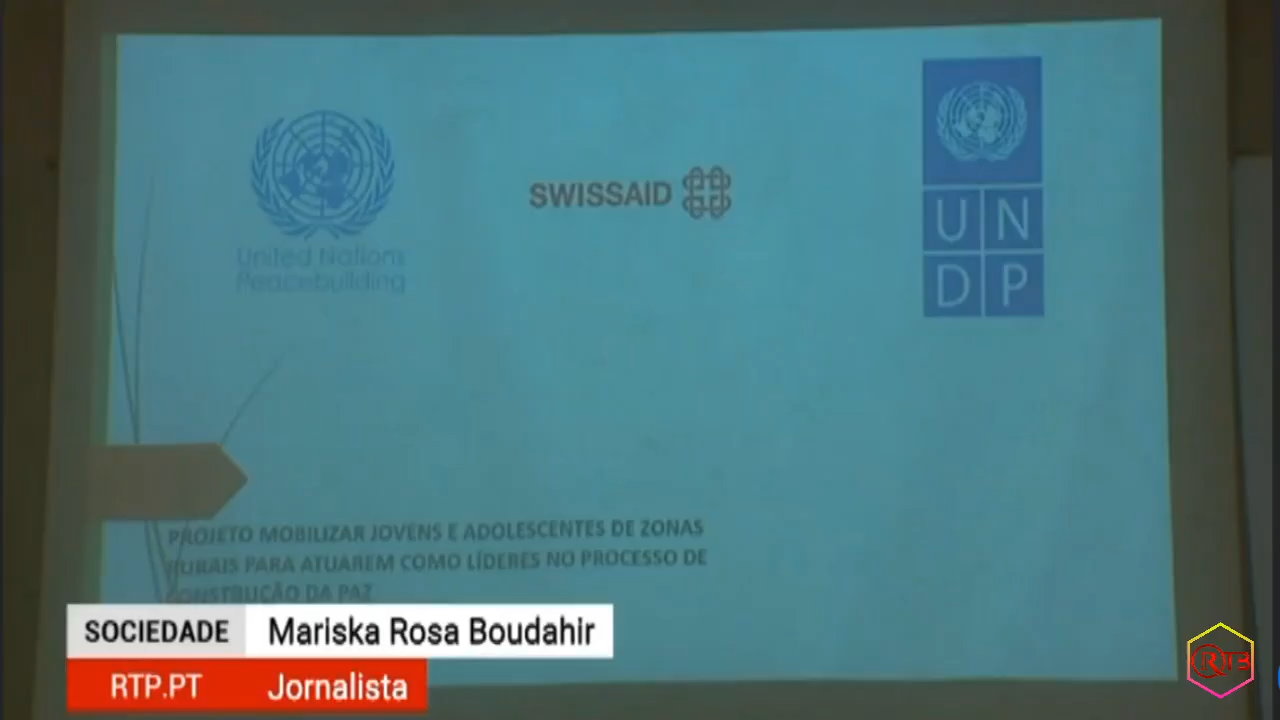 United Nations
Peacebuilding
SWISSAID
U N
D P
PROJETO MOBILIZAR JOVENS E ADOLESCENTES DE ZONAS
RURAIS PARA ATUAREM COMO LÍDERES NO PROCESSO DE
CONSTRUÇÃO DA PAZ
SOCIEDADE Mariska Rosa Boudahir
RTP.PT Jornalista
RTB